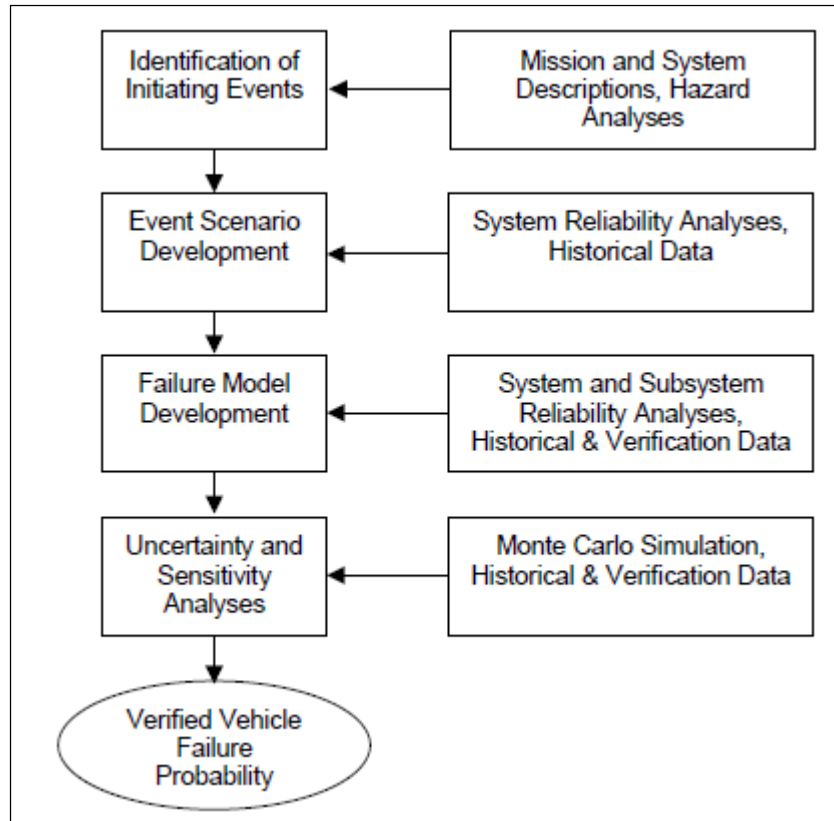 Identification of
Initiating Events
Mission and System
Descriptions, Hazard
Analyses
Event Scenario
Development
System Reliability Analyses,
Historical Data
Failure Model
Development
System and Subsystem
Reliability Analyses,
Historical & Verification Data
Uncertainty and
Sensitivity
Analyses
Monte Carlo Simulation,
Historical & Verification Data
Verified Vehicle
Failure
Probability